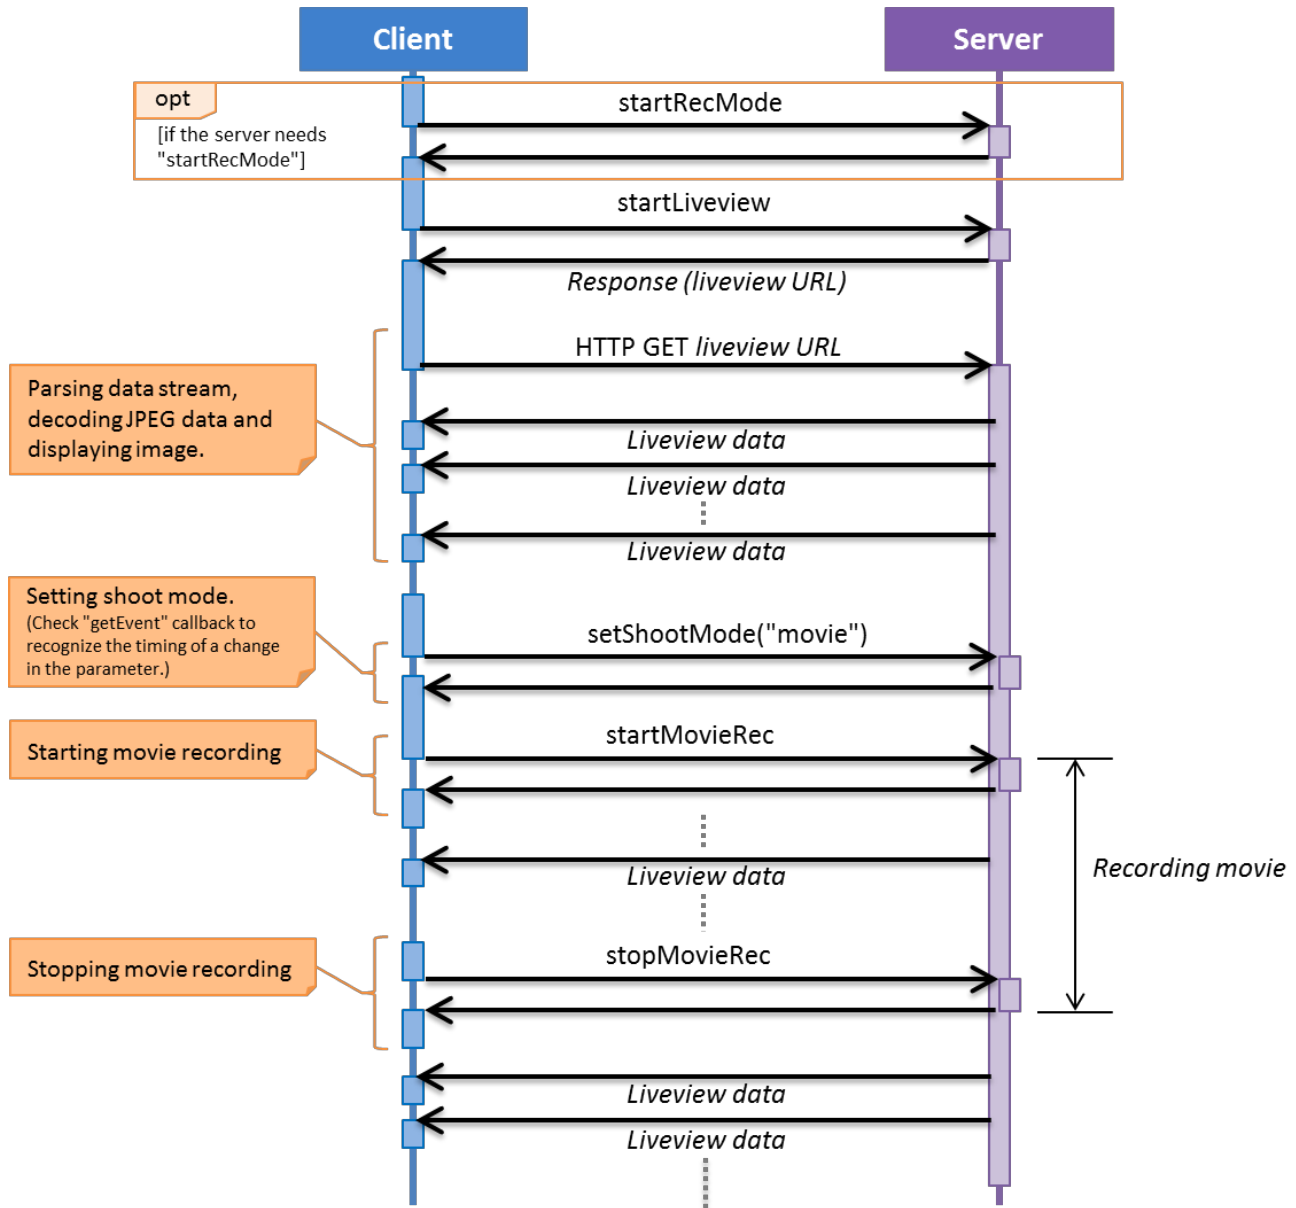 Client
Server
opt
[if the server needs
"startRecMode"]
startRecMode
startLiveview
Response (liveview URL)
HTTP GET liveview URL
Parsing data stream,
decoding JPEG data and
displaying image.
Liveview data
Liveview data
Liveview data
Setting shoot mode.
(Check "getEvent" callback to
recognize the timing of a change
in the parameter.)
setShootMode("movie")
Starting movie recording
startMovieRec
Liveview data
Recording movie
Stopping movie recording
stopMovieRec
Liveview data
Liveview data